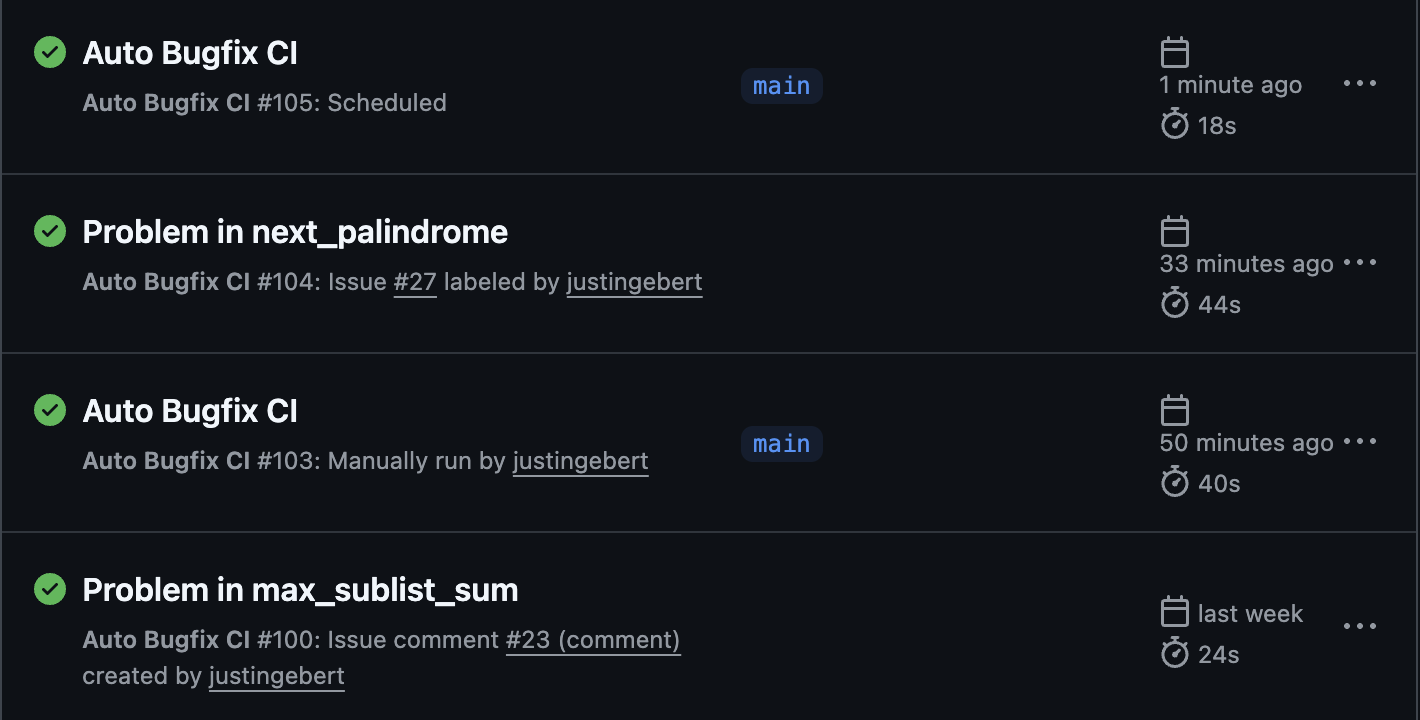 Auto Bugfix CI
Auto Bugfix CI #105: Scheduled
main
1 minute ago
18s
Problem in next_palindrome
Auto Bugfix CI #104: Issue #27 labeled by justingebert
33 minutes ago
44s
Auto Bugfix CI
Auto Bugfix CI #103: Manually run by justingebert
main
50 minutes ago
40s
Problem in max_sublist_sum
Auto Bugfix CI #100: Issue comment #23 (comment)
created by justingebert
last week
24s